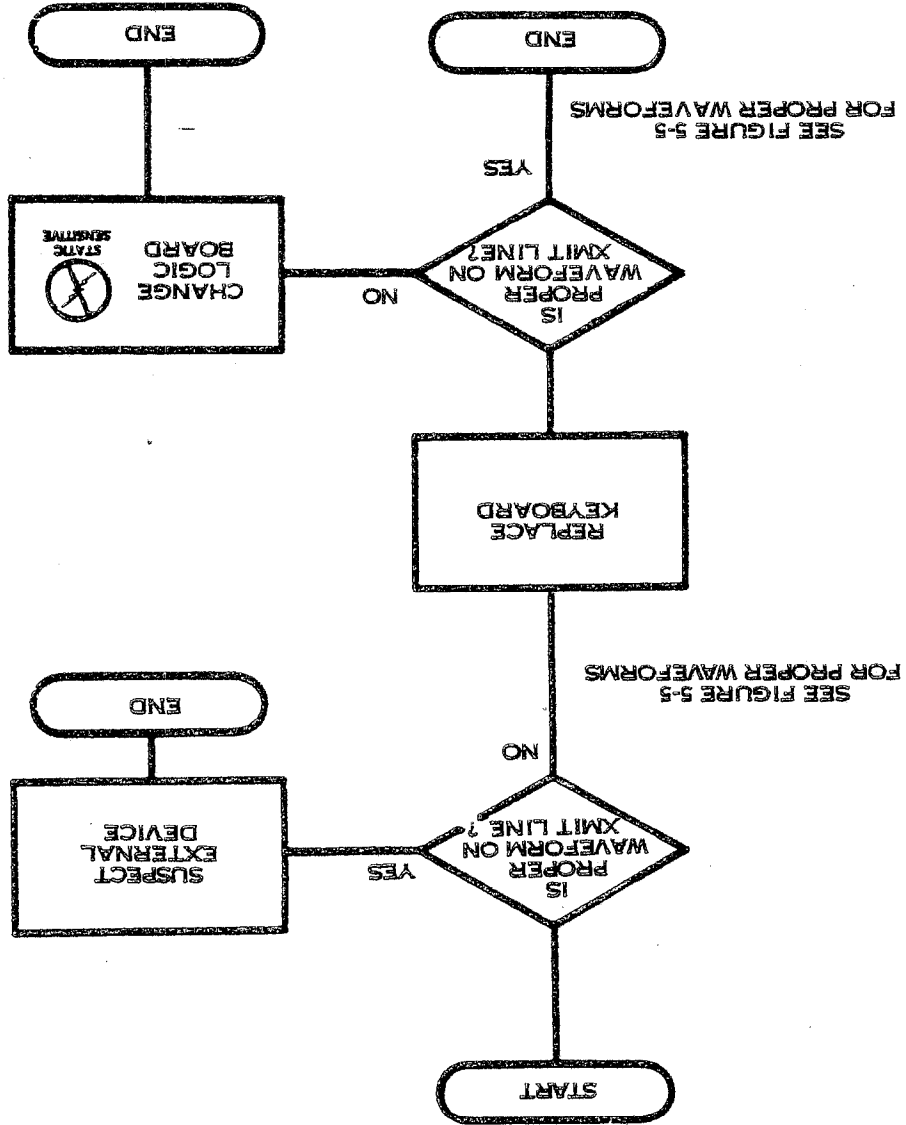 START
IS
PROPER
WAVEFORM ON
XMIT LINE ?
YES
SUSPECT
EXTERNAL
DEVICE
END
NO
SEE FIGURE 5-5
FOR PROPER WAVEFORMS
REPLACE
KEYBOARD
IS
PROPER
WAVEFORM ON
XMIT LINE?
NO
CHANGE
LOGIC
BOARD
STATIC
SENSITIVE
END
YES
SEE FIGURE 5-5
FOR PROPER WAVEFORMS
END